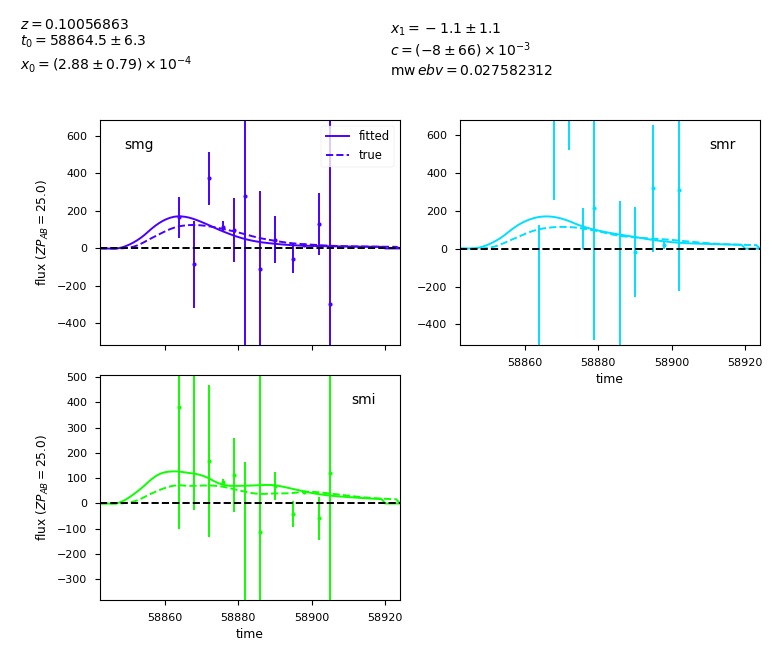 z = 0.10056863
t₀ = 58864.5 ± 6.3
x₀ = (2.88 ± 0.79) × 10⁻⁴
x₁ = − 1.1 ± 1.1
c = (−8 ± 66) × 10⁻³
mw ebv = 0.027582312
smg
fitted
true
600
400
200
0
−200
−400
flux (ZP_AB = 25.0)
smr
600
400
200
0
−200
−400
58860 58880 58900 58920
time
smi
500
400
300
200
100
0
−100
−200
−300
flux (ZP_AB = 25.0)
58860 58880 58900 58920
time